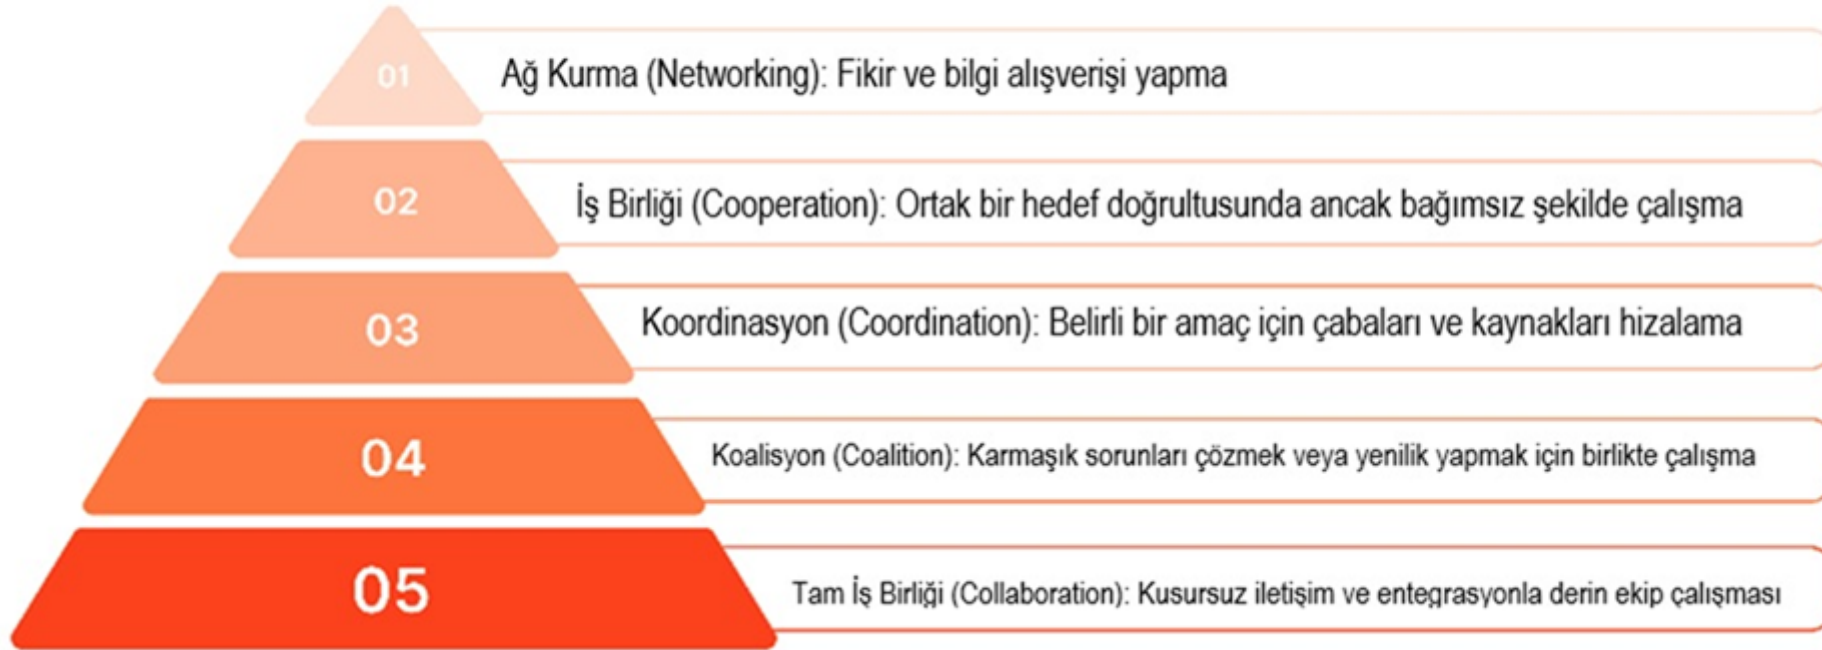 01
Ağ Kurma (Networking): Fikir ve bilgi alışverişi yapma
02
İş Birliği (Cooperation): Ortak bir hedef doğrultusunda ancak bağımsız şekilde çalışma
03
Koordinasyon (Coordination): Belirli bir amaç için çabaları ve kaynakları hizalama
04
Koalisyon (Coalition): Karmaşık sorunları çözmek veya yenilik yapmak için birlikte çalışma
05
Tam İş Birliği (Collaboration): Kusursuz iletişim ve entegrasyonla derin ekip çalışması